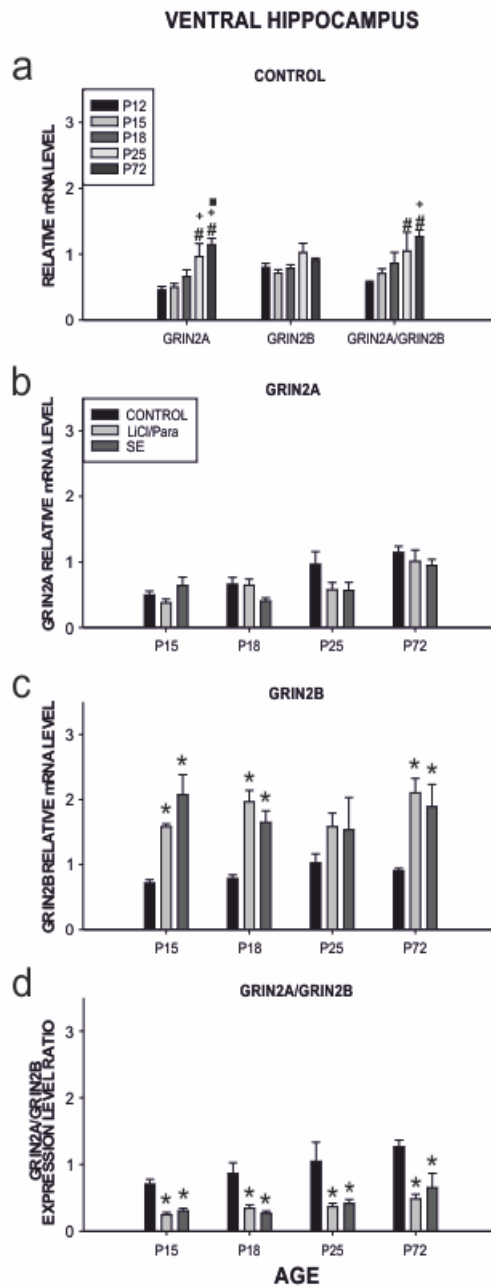 VENTRAL HIPPOCAMPUS
a
CONTROL
P12
P15
P18
P25
P72
RELATIVE mRNA LEVEL
3
2
1
0
+
#
■
+
#
#
+
#
GRIN2A GRIN2B GRIN2A/GRIN2B
b
GRIN2A
CONTROL
LiCl/Para
SE
GRIN2A RELATIVE mRNA LEVEL
3
2
1
0
P15 P18 P25 P72
c
GRIN2B
GRIN2B RELATIVE mRNA LEVEL
3
2
1
0
* * * * * *
P15 P18 P25 P72
d
GRIN2A/GRIN2B
GRIN2A/GRIN2B
EXPRESSION LEVEL RATIO
3
2
1
0
* * * * * * * *
P15 P18 P25 P72
AGE